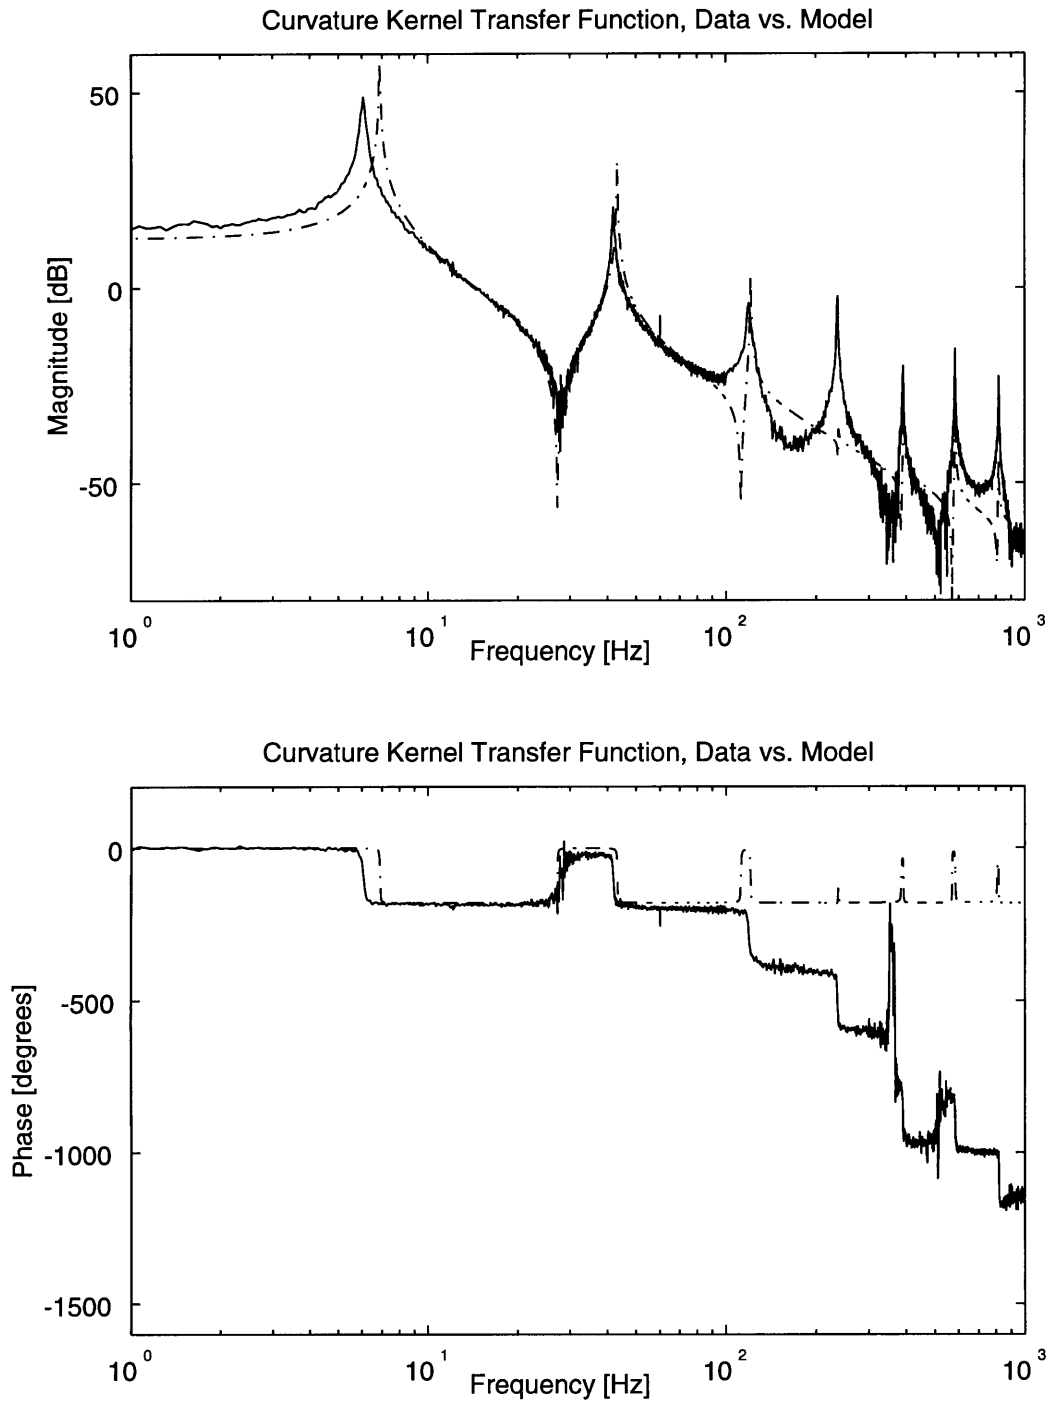 Curvature Kernel Transfer Function, Data vs. Model
Magnitude [dB]
50
0
-50
10^0
10^1
10^2
10^3
Frequency [Hz]
Curvature Kernel Transfer Function, Data vs. Model
Phase [degrees]
0
-500
-1000
-1500
10^0
10^1
10^2
10^3
Frequency [Hz]